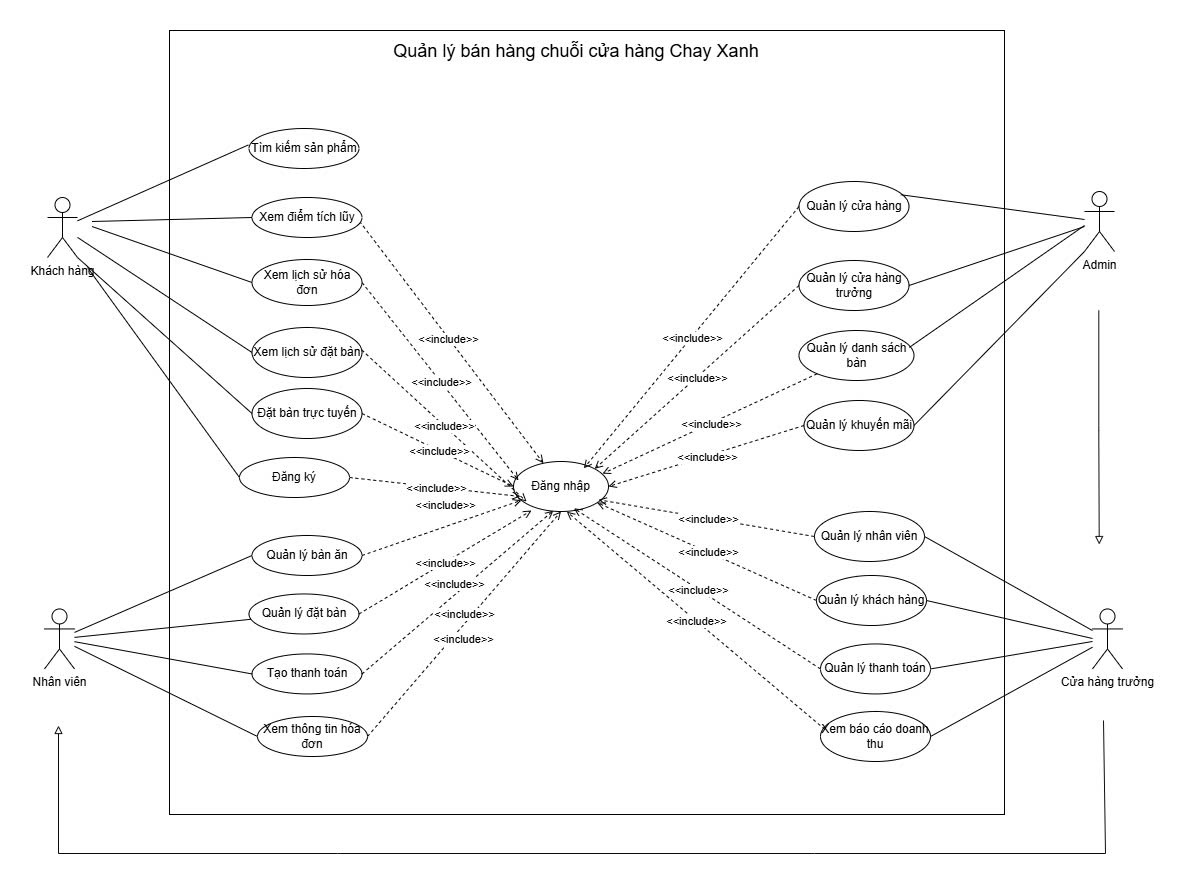 Quản lý bán hàng chuỗi cửa hàng Chay Xanh
Tìm kiếm sản phẩm
Xem điểm tích lũy
Xem lịch sử hóa
đơn
Xem lịch sử đặt bàn
Đặt bàn trực tuyến
Đăng ký
Khách hàng
Quản lý bàn ăn
Quản lý đặt bàn
Tạo thanh toán
Xem thông tin hóa
đơn
Nhân viên
<<include>>
<<include>>
<<include>>
<<include>>
<<include>>
<<include>>
<<include>>
<<include>>
<<include>>
Đăng nhập
<<include>>
<<include>>
<<include>>
<<include>>
<<include>>
<<include>>
<<include>>
<<include>>
Quản lý cửa hàng
Quản lý cửa hàng
trưởng
Quản lý danh sách
bàn
Quản lý khuyến mãi
Admin
Quản lý nhân viên
Quản lý khách hàng
Quản lý thanh toán
Xem báo cáo doanh
thu
Cửa hàng trưởng